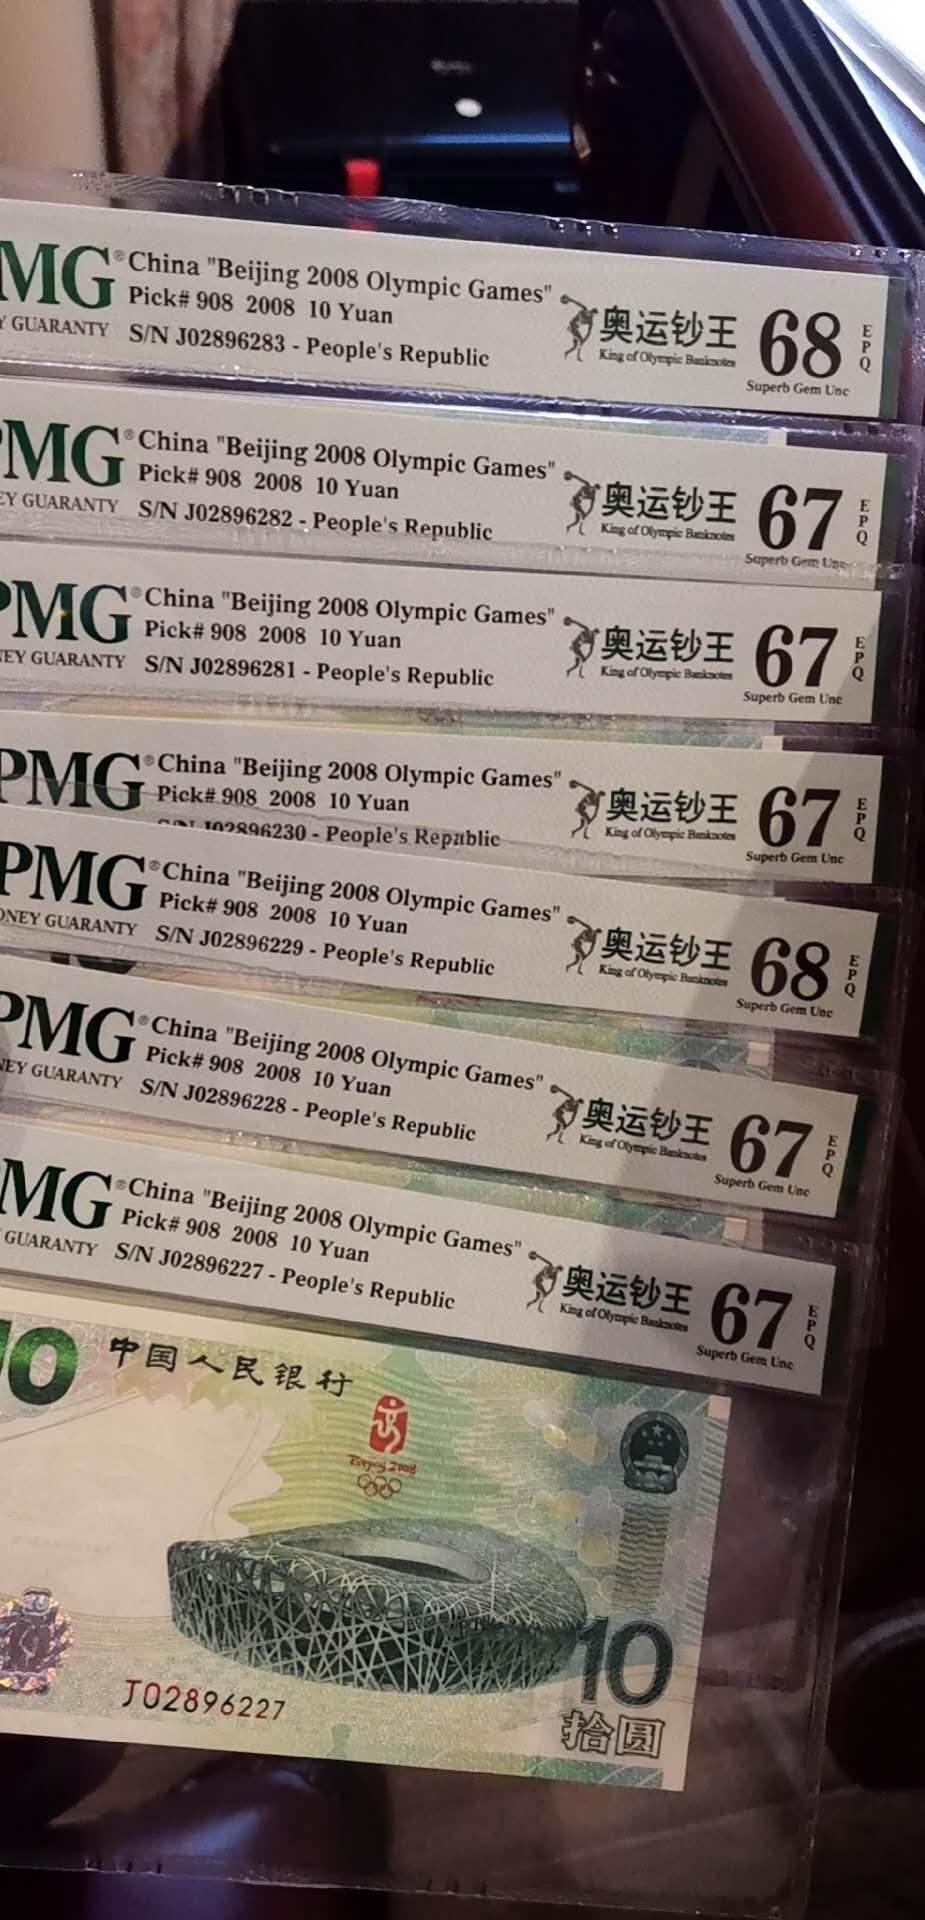 PMG® China "Beijing 2008 Olympic Games"
Pick# 908 2008 10 Yuan
Y GUARANTY S/N J02896283 - People's Republic
奥运钞王
King of Olympic Banknotes
68
EPQ
Superb Gem Unc
PMG® China "Beijing 2008 Olympic Games"
Pick# 908 2008 10 Yuan
EY GUARANTY S/N J02896282 - People's Republic
奥运钞王
King of Olympic Banknotes
67
EPQ
Superb Gem Unc
PMG® China "Beijing 2008 Olympic Games"
Pick# 908 2008 10 Yuan
NEY GUARANTY S/N J02896281 - People's Republic
奥运钞王
King of Olympic Banknotes
67
EPQ
Superb Gem Unc
PMG® China "Beijing 2008 Olympic Games"
Pick# 908 2008 10 Yuan
S/N J02896230 - People's Republic
奥运钞王
King of Olympic Banknotes
67
EPQ
Superb Gem Unc
PMG® China "Beijing 2008 Olympic Games"
Pick# 908 2008 10 Yuan
ONEY GUARANTY S/N J02896229 - People's Republic
奥运钞王
King of Olympic Banknotes
68
EPQ
Superb Gem Unc
PMG® China "Beijing 2008 Olympic Games"
Pick# 908 2008 10 Yuan
NEY GUARANTY S/N J02896228 - People's Republic
奥运钞王
King of Olympic Banknotes
67
EPQ
Superb Gem Unc
MG® China "Beijing 2008 Olympic Games"
Pick# 908 2008 10 Yuan
GUARANTY S/N J02896227 - People's Republic
奥运钞王
King of Olympic Banknotes
67
EPQ
Superb Gem Unc
10 中国人民银行
Beijing 2008
J02896227
10
拾圆